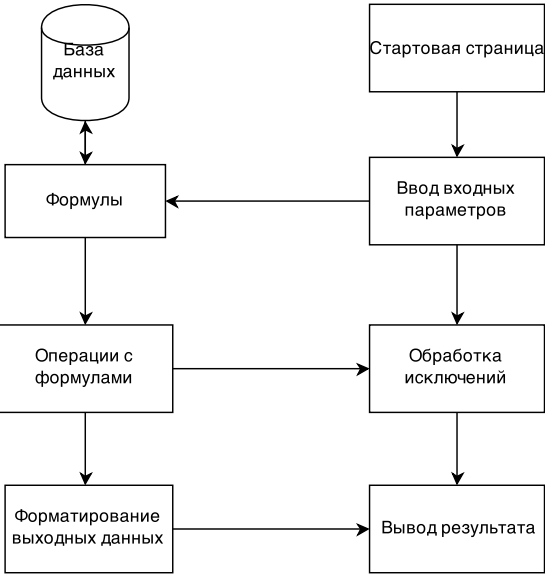 База
данных
Стартовая страница
Формулы
Ввод входных
параметров
Операции с
формулами
Обработка
исключений
Форматирование
выходных данных
Вывод результата